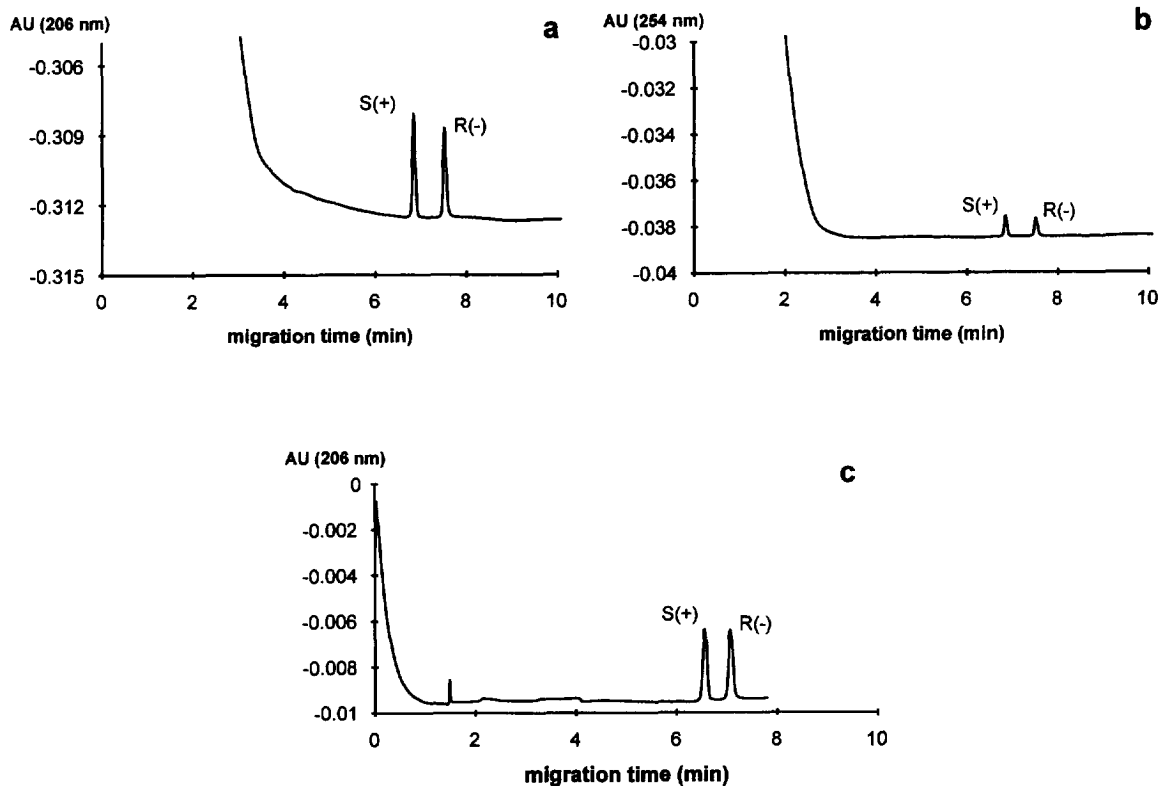 AU (206 nm)
a
-0.306
-0.309
-0.312
-0.315
S(+)
R(-)
0 2 4 6 8 10
migration time (min)
AU (254 nm)
b
-0.03
-0.032
-0.034
-0.036
-0.038
-0.04
S(+)
R(-)
0 2 4 6 8 10
migration time (min)
AU (206 nm)
c
0
-0.002
-0.004
-0.006
-0.008
-0.01
S(+)
R(-)
0 2 4 6 8 10
migration time (min)